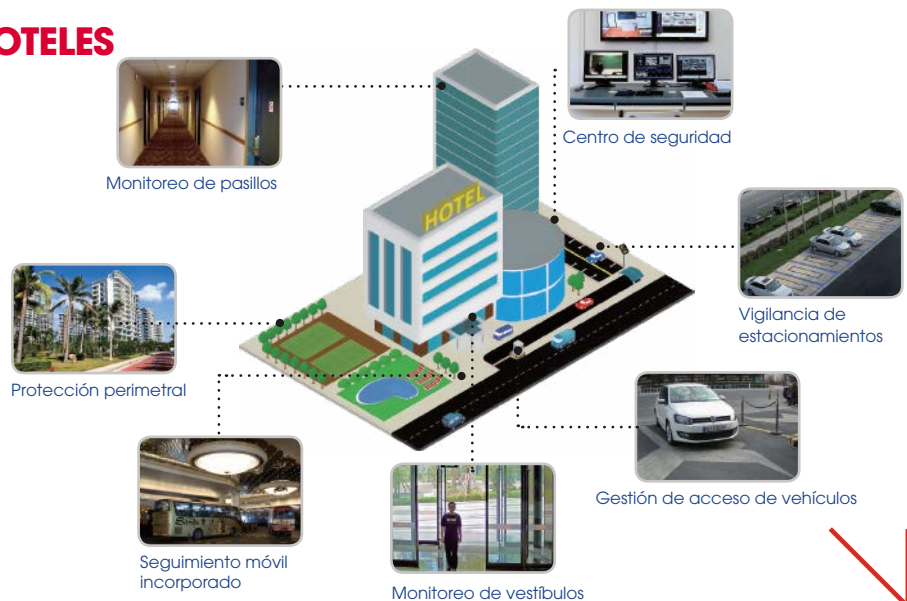 OTELES
Centro de seguridad
Monitoreo de pasillos
HOTEL
Vigilancia de
estacionamientos
Protección perimetral
Gestión de acceso de vehículos
Seguimiento móvil
incorporado
Monitoreo de vestíbulos